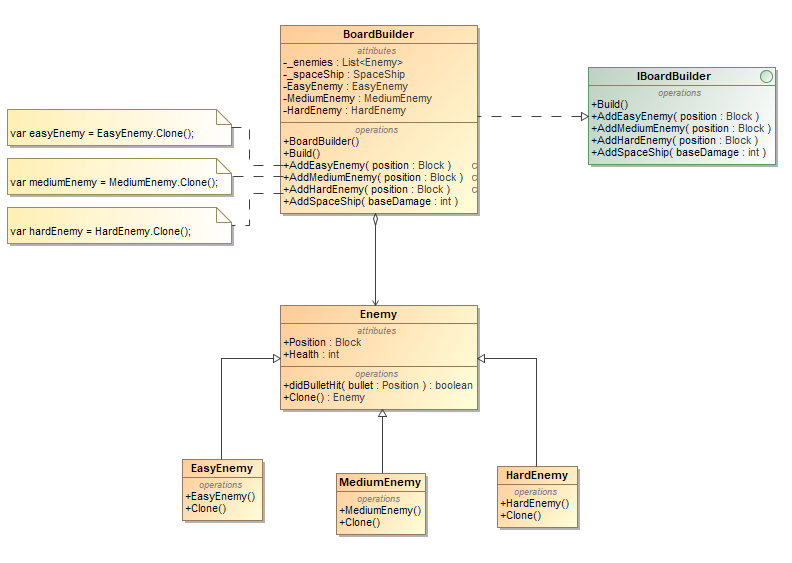 BoardBuilder
attributes
-_enemies : List<Enemy>
-_spaceShip : SpaceShip
-EasyEnemy : EasyEnemy
-MediumEnemy : MediumEnemy
-HardEnemy : HardEnemy
operations
+BoardBuilder()
+Build()
+AddEasyEnemy( position : Block )
+AddMediumEnemy( position : Block )
+AddHardEnemy( position : Block )
+AddSpaceShip( baseDamage : int )
IBoardBuilder
operations
+Build()
+AddEasyEnemy( position : Block )
+AddMediumEnemy( position : Block )
+AddHardEnemy( position : Block )
+AddSpaceShip( baseDamage : int )
var easyEnemy = EasyEnemy.Clone();
var mediumEnemy = MediumEnemy.Clone();
var hardEnemy = HardEnemy.Clone();
Enemy
attributes
+Position : Block
+Health : int
operations
+didBulletHit( bullet : Position ) : boolean
+Clone() : Enemy
EasyEnemy
operations
+EasyEnemy()
+Clone()
MediumEnemy
operations
+MediumEnemy()
+Clone()
HardEnemy
operations
+HardEnemy()
+Clone()